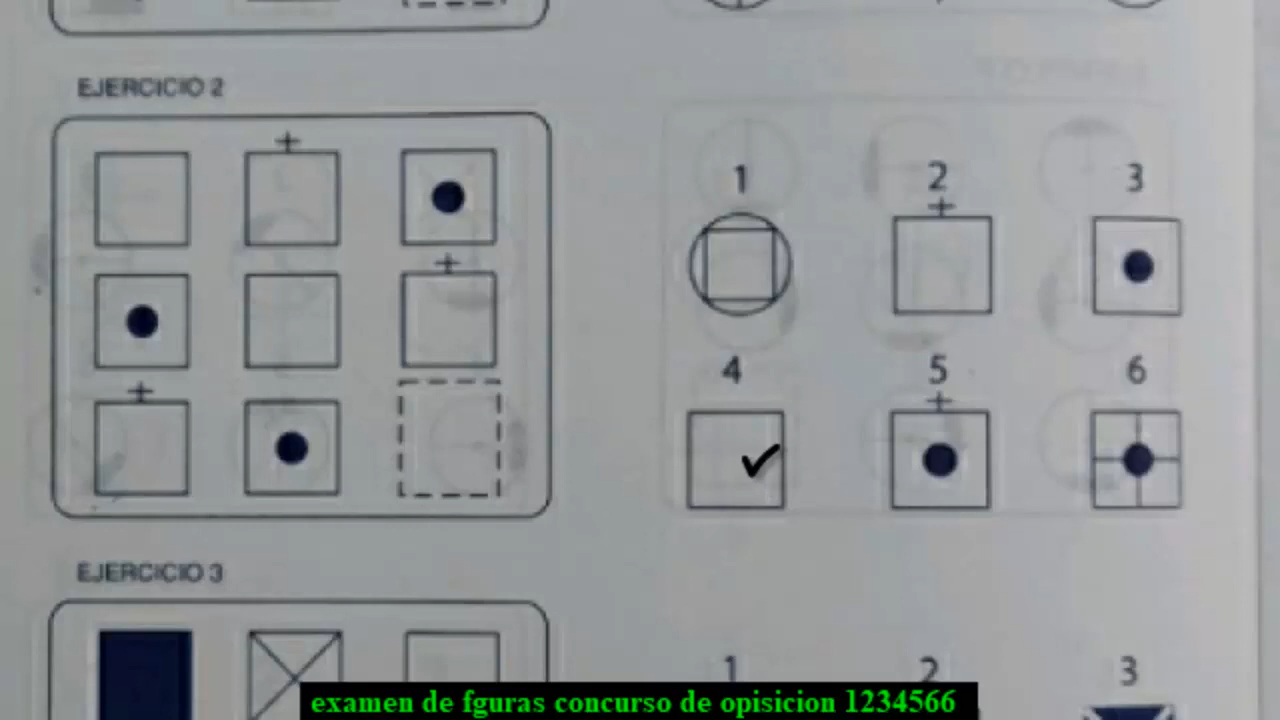 EJERCICIO 2
1 2 3
4 5 6
EJERCICIO 3
1 2 3
examen de fguras concurso de opisicion 1234566